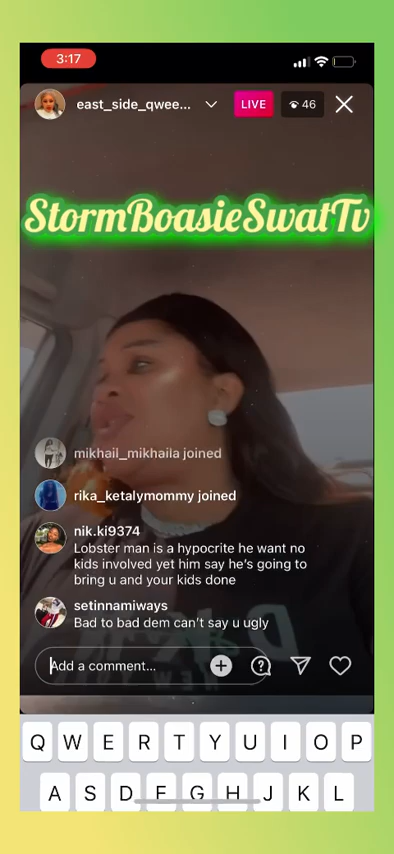 3:17
east_side_qwee...
LIVE
46
StormBoasieSwatTv
mikhail_mikhaila joined
rika_ketalymommy joined
nik.ki9374
Lobster man is a hypocrite he want no
kids involved yet him say he's going to
bring u and your kids done
setinnamiways
Bad to bad dem can't say u ugly
Add a comment...
Q W E R T Y U I O P
A S D F G H J K L